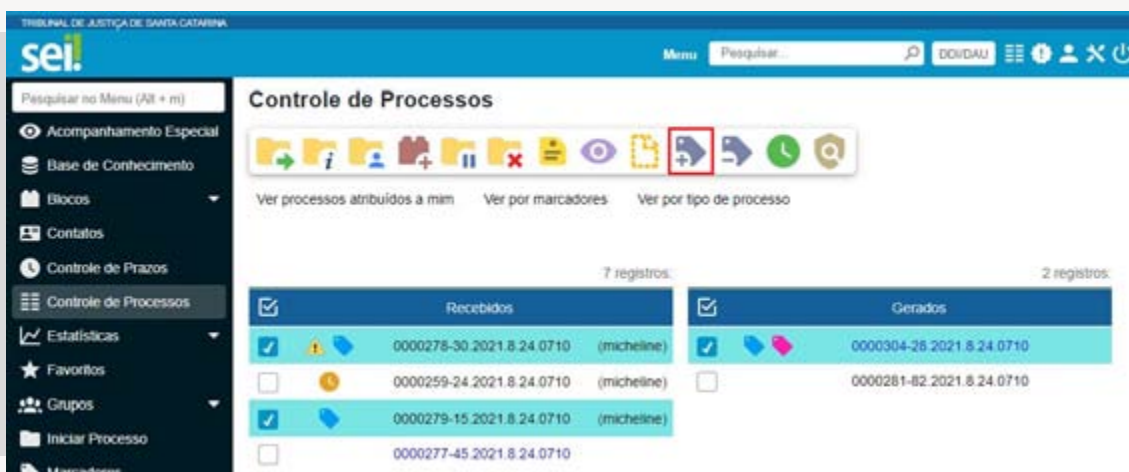 TRIBUNAL DE JUSTIÇA DE SANTA CATARINA
sei!
Menu Pesquisar... DDI/DAU
Pesquisar no Menu (Alt + m)
Acompanhamento Especial
Base de Conhecimento
Blocos
Contatos
Controle de Prazos
Controle de Processos
Estatísticas
Favoritos
Grupos
Iniciar Processo
Marcadores
Controle de Processos
Ver processos atribuídos a mim Ver por marcadores Ver por tipo de processo
7 registros:
Recebidos
0000278-30.2021.8.24.0710 (micheline)
0000259-24.2021.8.24.0710 (micheline)
0000279-15.2021.8.24.0710 (micheline)
0000277-45.2021.8.24.0710
2 registros:
Gerados
0000304-28.2021.8.24.0710
0000281-82.2021.8.24.0710